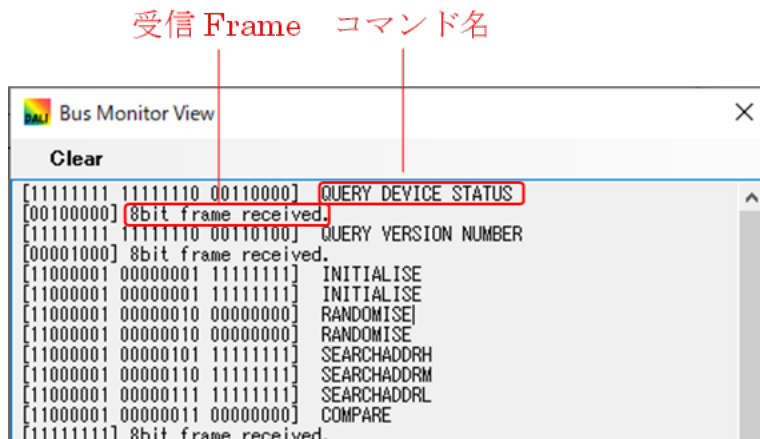 受信 Frame コマンド名
DALI Bus Monitor View
Clear
[11111111 11111110 00110000] QUERY DEVICE STATUS
[00100000] 8bit frame received.
[11111111 11111110 00110100] QUERY VERSION NUMBER
[00001000] 8bit frame received.
[11000001 00000001 11111111] INITIALISE
[11000001 00000001 11111111] INITIALISE
[11000001 00000010 00000000] RANDOMISE
[11000001 00000010 00000000] RANDOMISE
[11000001 00000101 11111111] SEARCHADDRH
[11000001 00000110 11111111] SEARCHADDRM
[11000001 00000111 11111111] SEARCHADDRL
[11000001 00000011 00000000] COMPARE
[11111111] 8bit frame received.